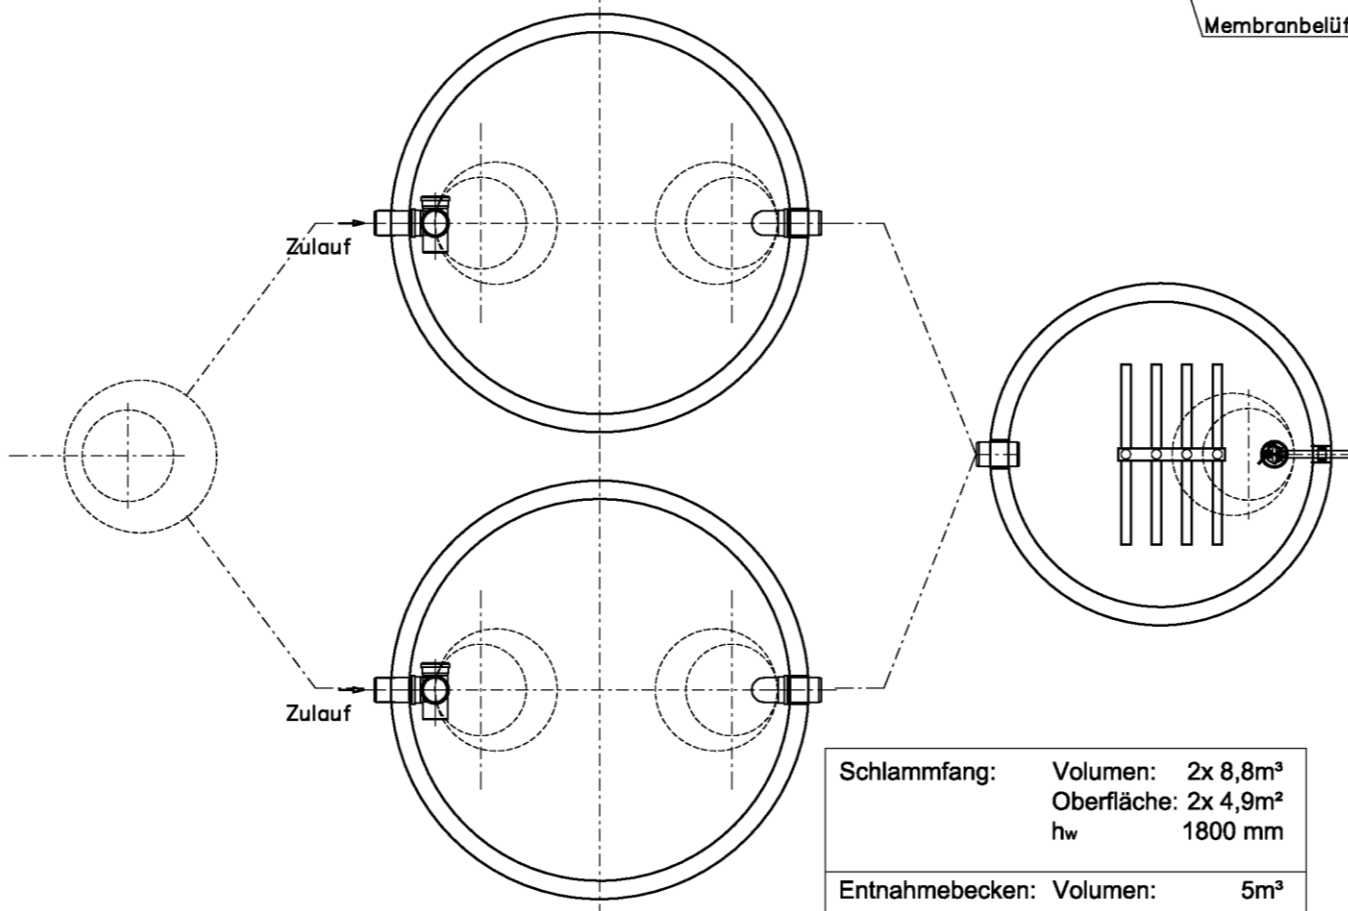 Membranbelüf
Zulauf
Zulauf
Schlammfang: Volumen: 2x 8,8m³
Oberfläche: 2x 4,9m²
hw 1800 mm
Entnahmebecken: Volumen: 5m³